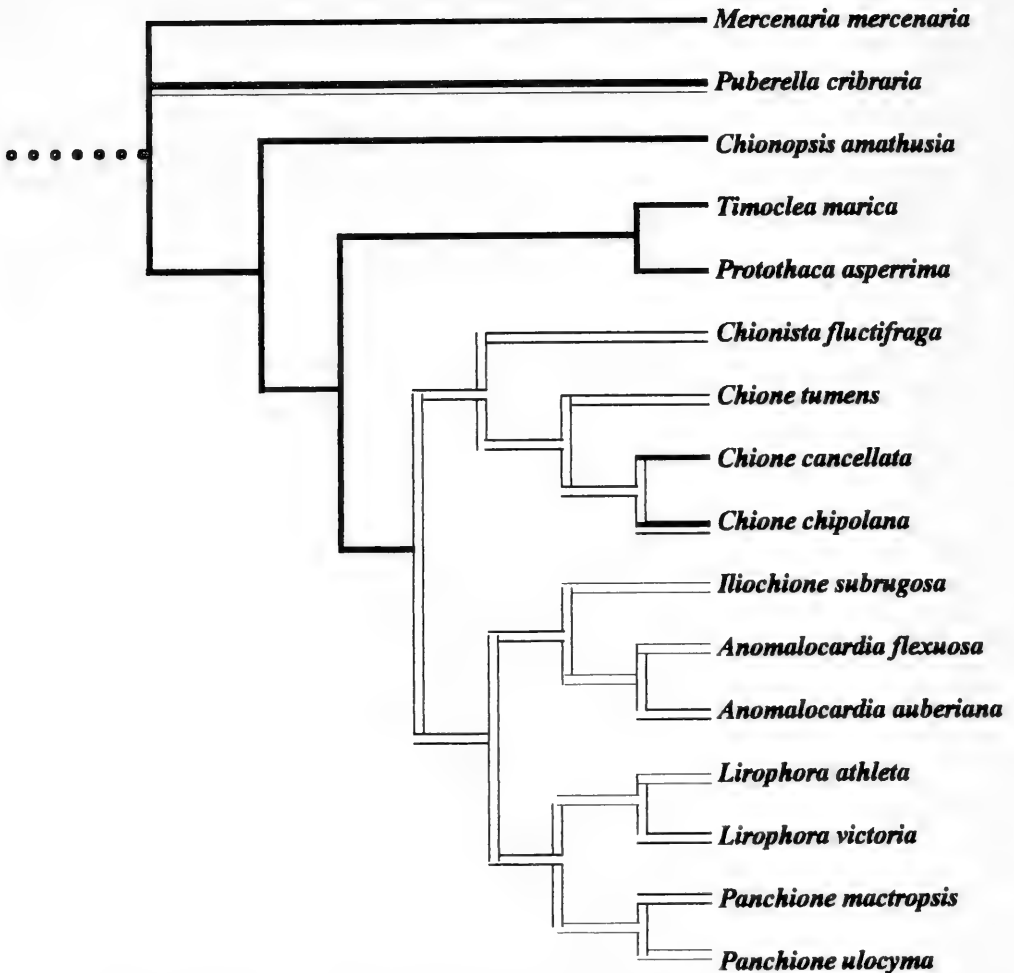 Mercenaria mercenaria
Puberella cribraria
Chionopsis amathusia
Timoclea marica
Protothaca asperrima
Chionista fluctifraga
Chione tumens
Chione cancellata
Chione chipolana
Iliochione subrugosa
Anomalocardia flexuosa
Anomalocardia auberiana
Lirophora athleta
Lirophora victoria
Panchione mactropsis
Panchione ulocyma